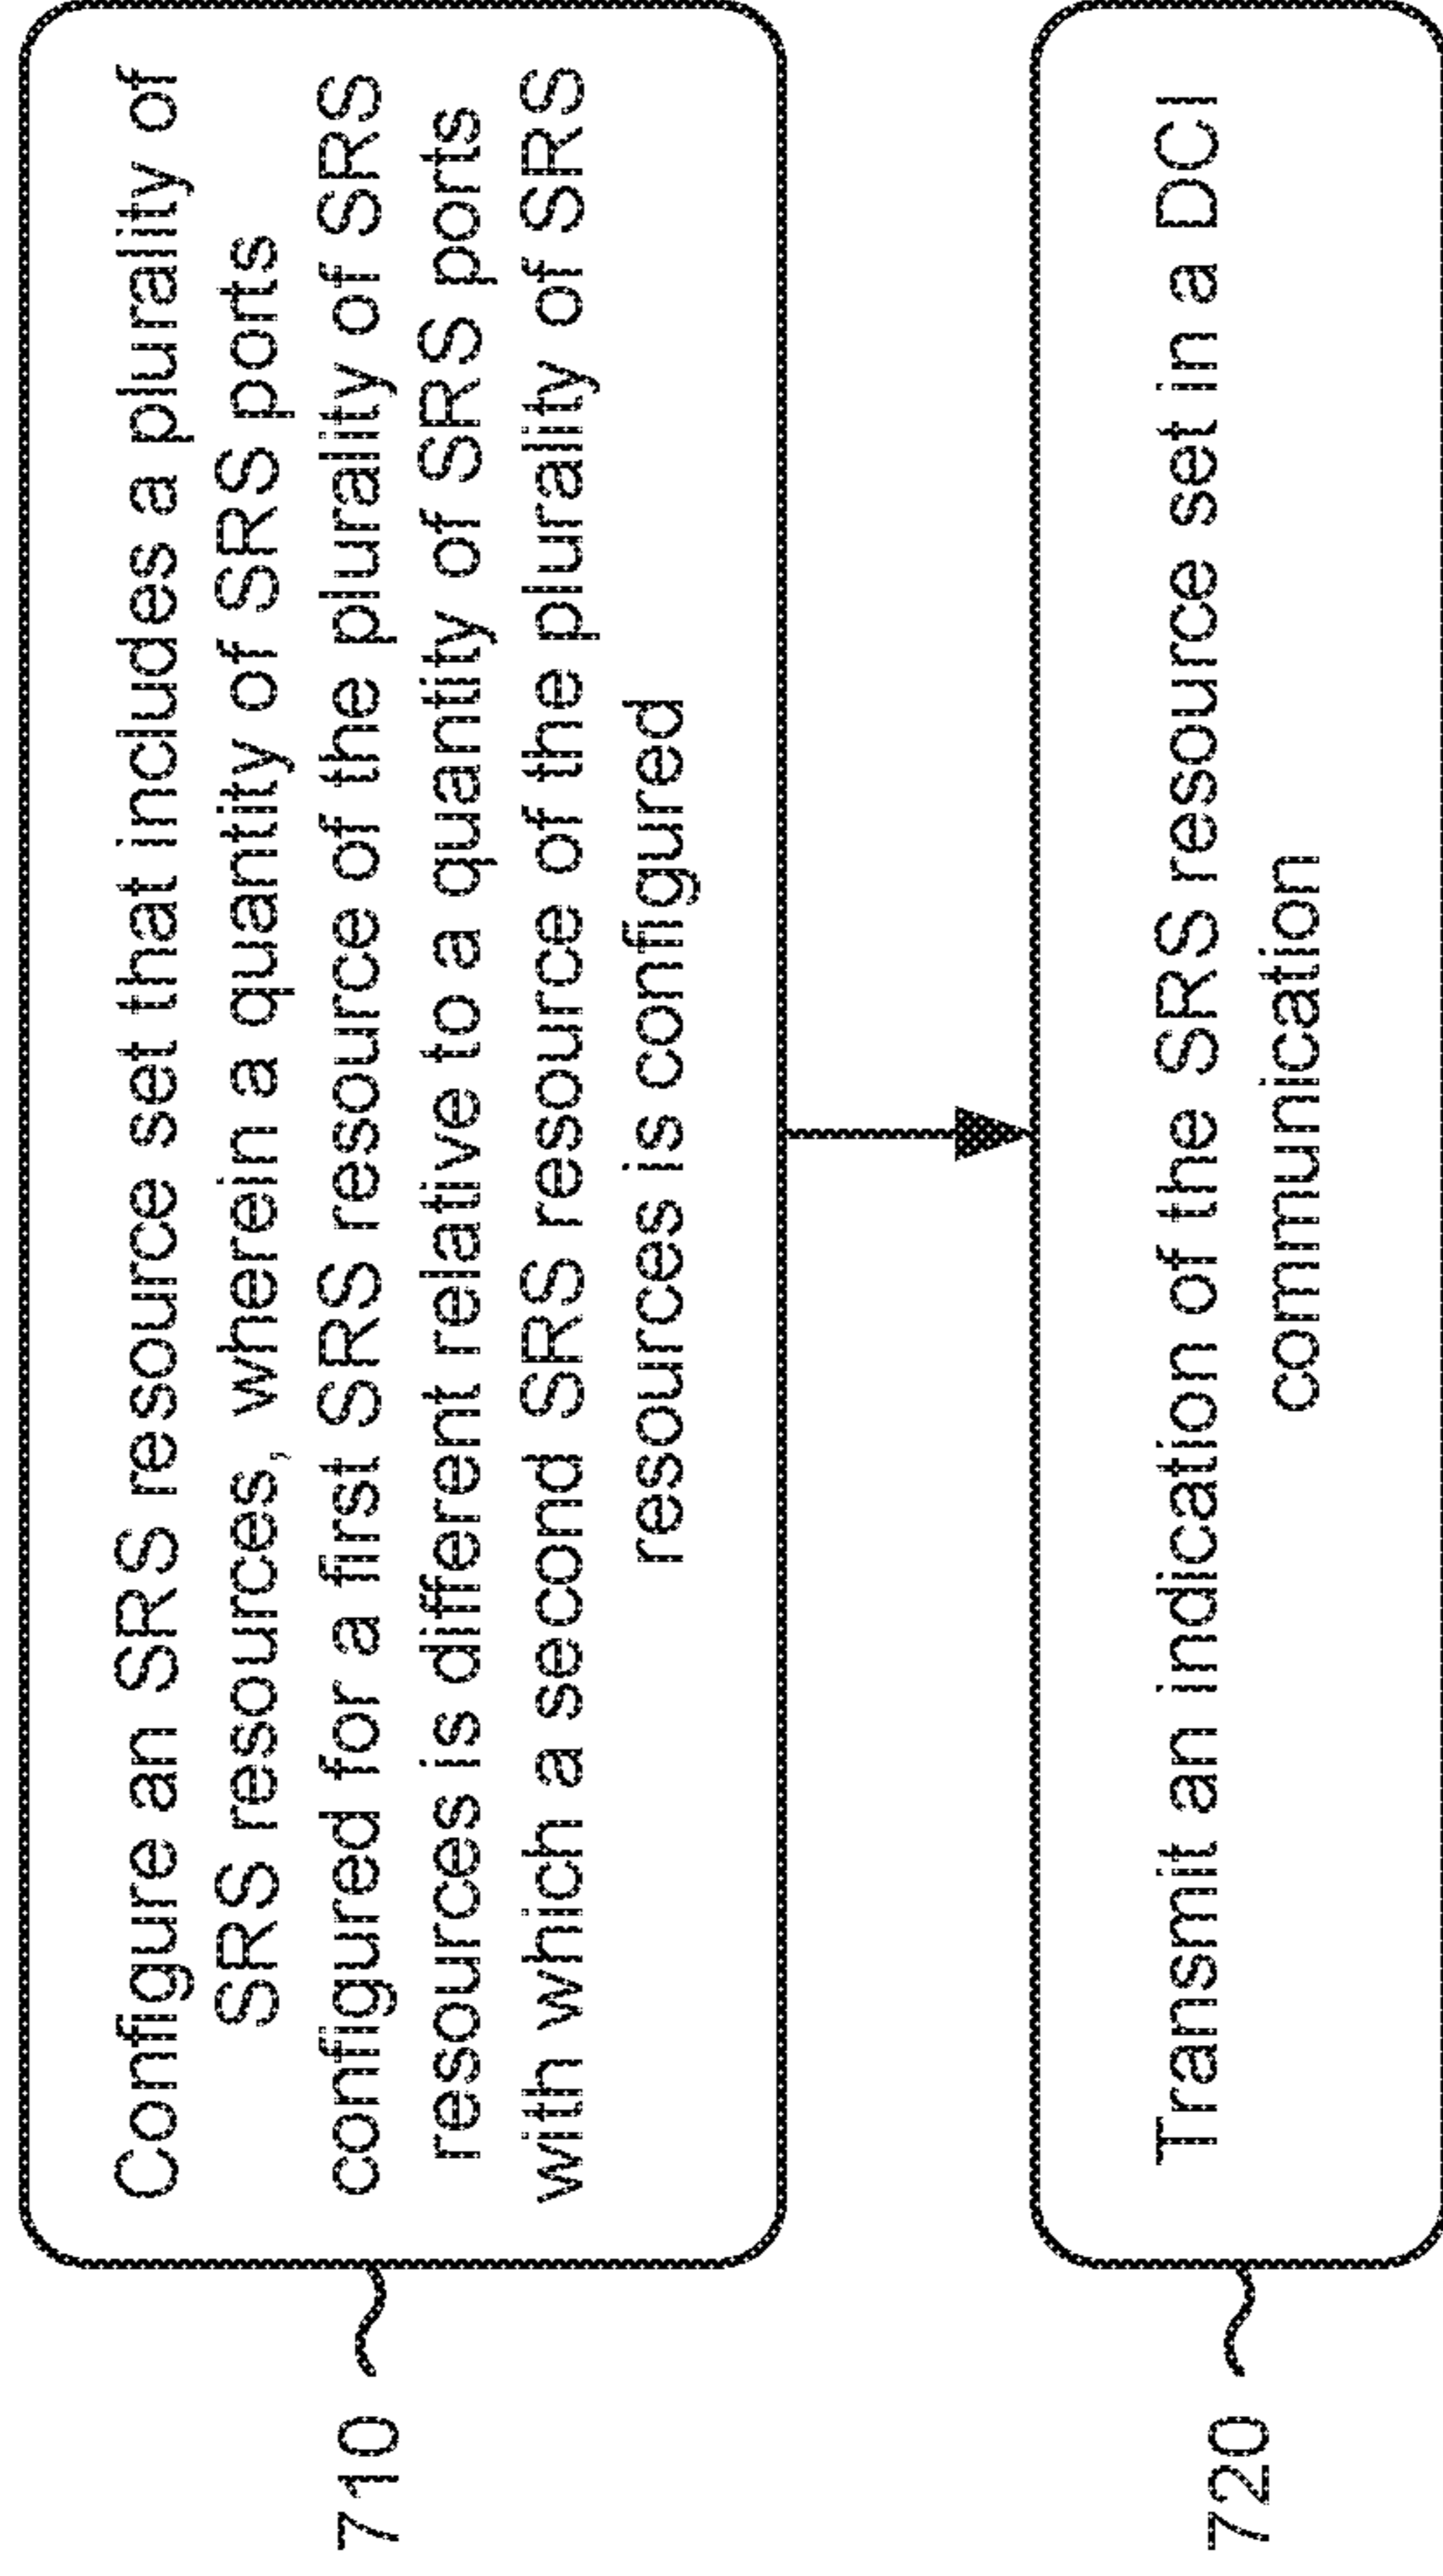 710
Configure an SRS resource set that includes a plurality of
SRS resources, wherein a quantity of SRS ports
configured for a first SRS resource of the plurality of SRS
resources is different relative to a quantity of SRS ports
with which a second SRS resource of the plurality of SRS
resources is configured
720
Transmit an indication of the SRS resource set in a DCI
communication